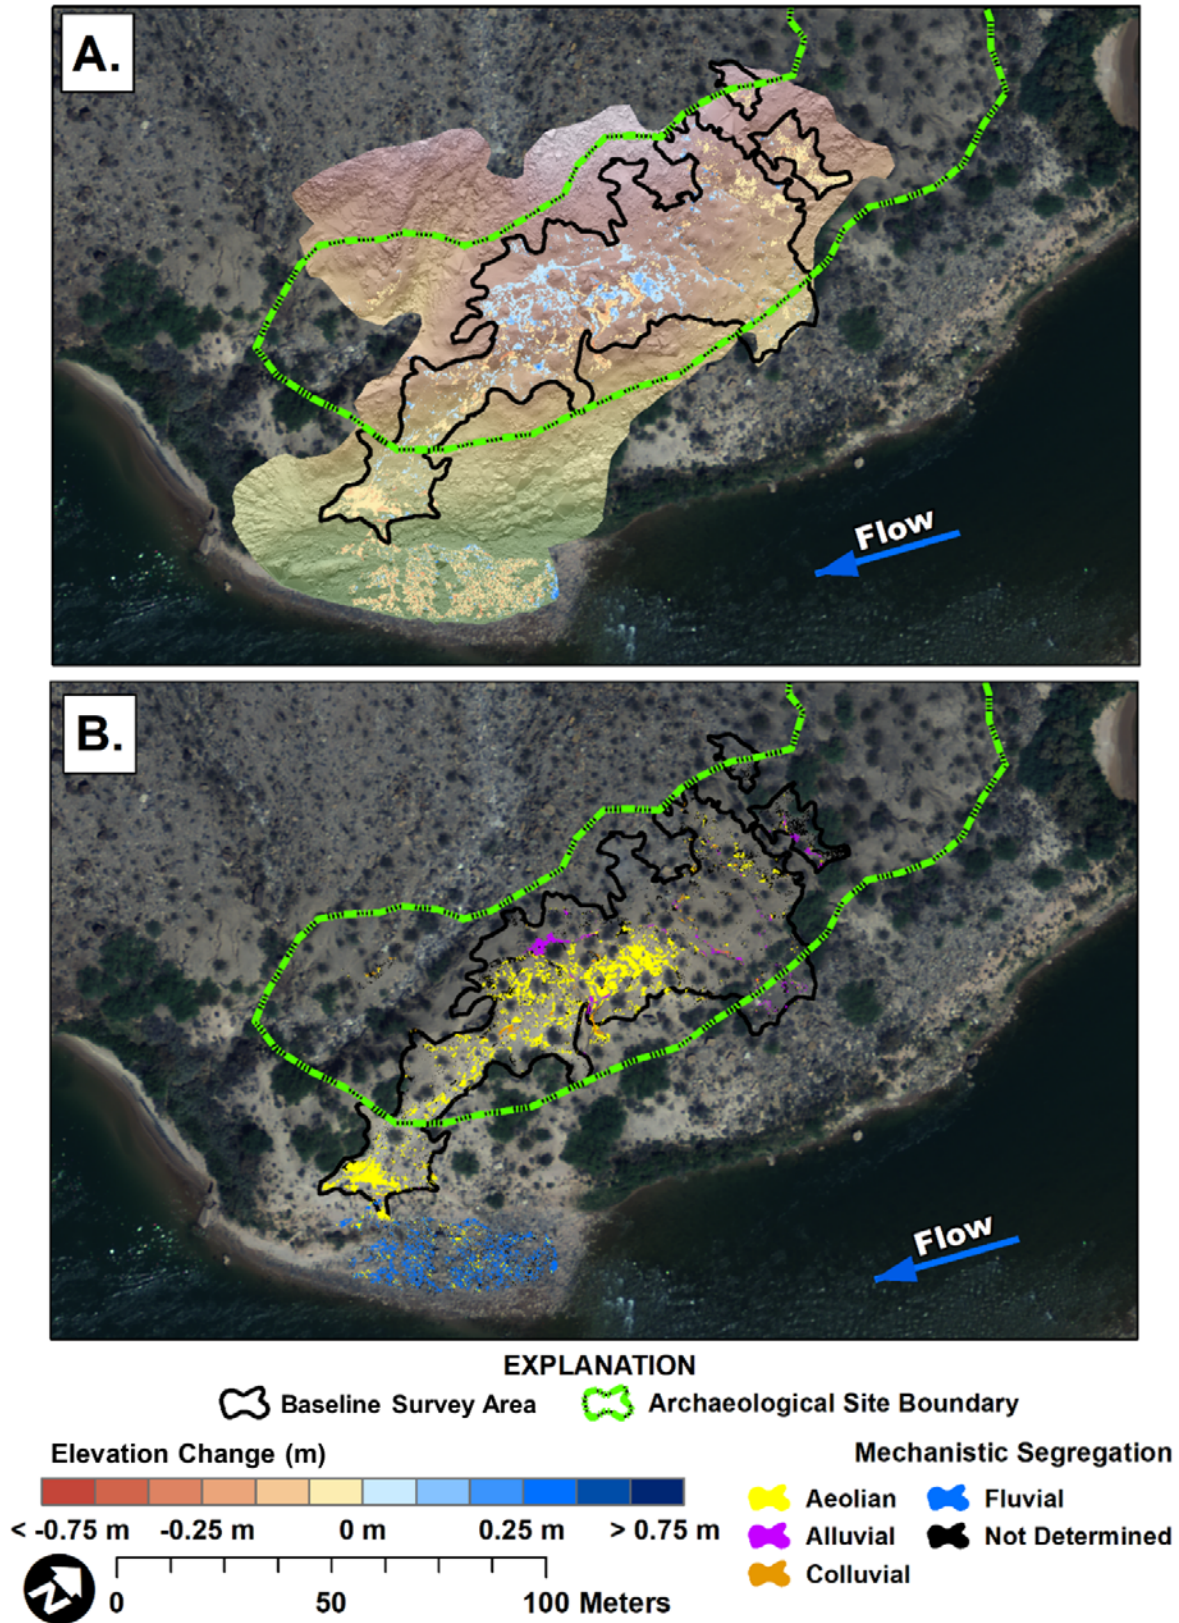 A.
Flow
B.
Flow
EXPLANATION
Baseline Survey Area
Archaeological Site Boundary
Elevation Change (m)
< -0.75 m -0.25 m 0 m 0.25 m > 0.75 m
N
0 50 100 Meters
Mechanistic Segregation
Aeolian
Fluvial
Alluvial
Not Determined
Colluvial